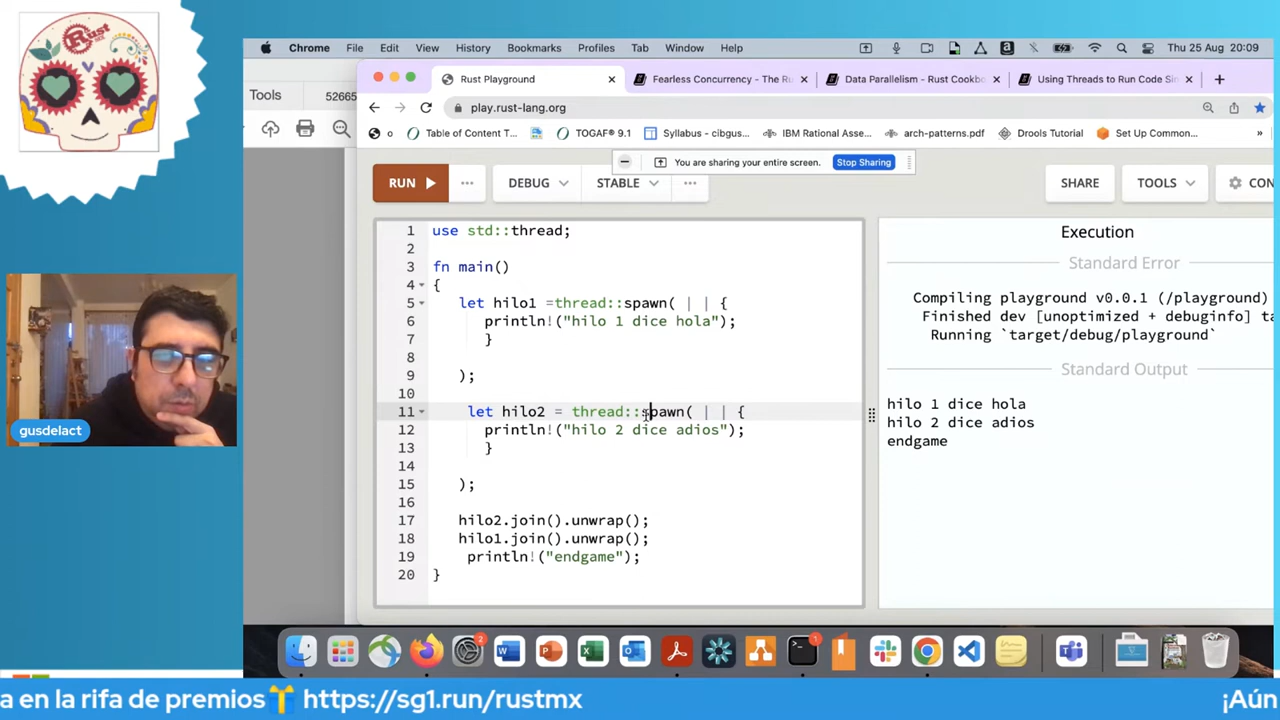 Rust
Chrome File Edit View History Bookmarks Profiles Tab Window Help Thu 25 Aug 20:09
Rust Playground
Fearless Concurrency - The Ru
Data Parallelism - Rust Cookbo
Using Threads to Run Code Sin
Tools 52665
play.rust-lang.org
o Table of Content T... TOGAF® 9.1 Syllabus - cibgus... IBM Rational Asse... arch-patterns.pdf Drools Tutorial Set Up Common... »
You are sharing your entire screen. Stop Sharing
RUN ... DEBUG STABLE ... SHARE TOOLS CON
1 use std::thread;
2
3 fn main()
4 {
5 let hilo1 =thread::spawn( | | {
6 println!("hilo 1 dice hola");
7 }
8
9 );
10
11 let hilo2 = thread::spawn( | | {
12 println!("hilo 2 dice adios");
13 }
14
15 );
16
17 hilo2.join().unwrap();
18 hilo1.join().unwrap();
19 println!("endgame");
20 }
Execution
Standard Error
Compiling playground v0.0.1 (/playground)
Finished dev [unoptimized + debuginfo] ta
Running `target/debug/playground`
Standard Output
hilo 1 dice hola
hilo 2 dice adios
endgame
gusdelact
2
1
a en la rifa de premios https://sg1.run/rustmx ¡Aún